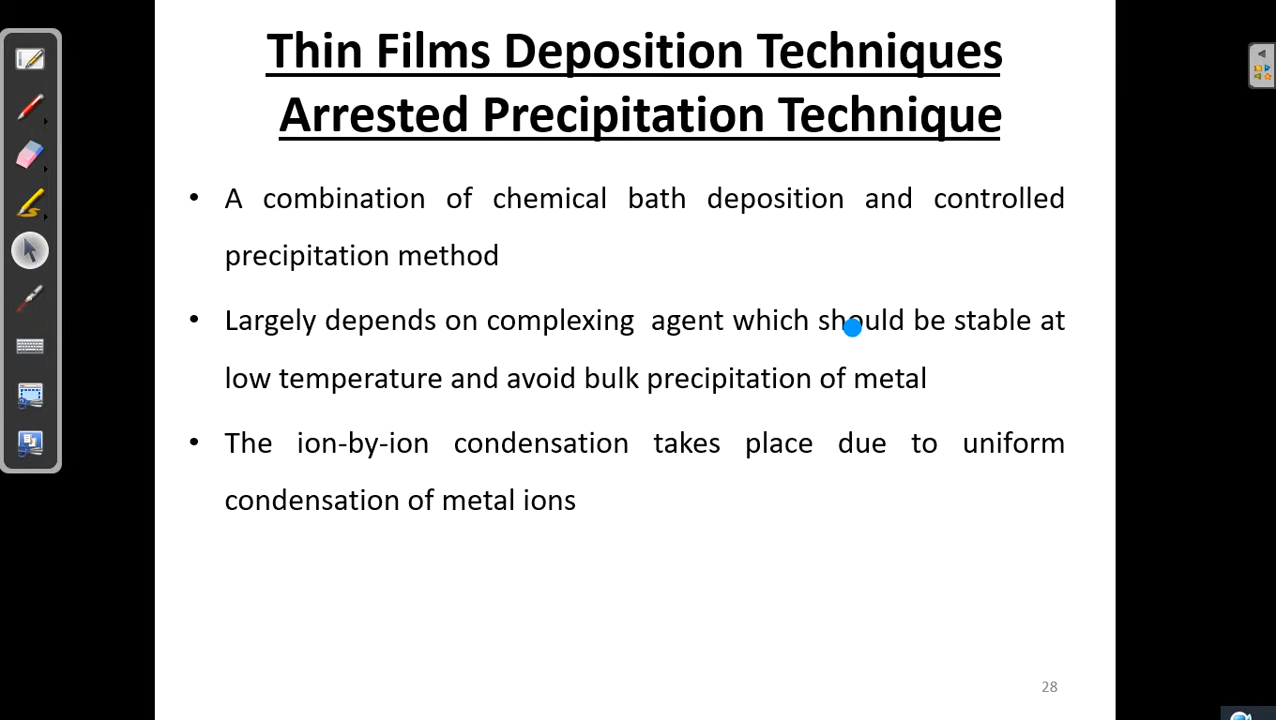 Thin Films Deposition Techniques
Arrested Precipitation Technique
• A combination of chemical bath deposition and controlled
precipitation method
• Largely depends on complexing agent which should be stable at
low temperature and avoid bulk precipitation of metal
• The ion-by-ion condensation takes place due to uniform
condensation of metal ions
28